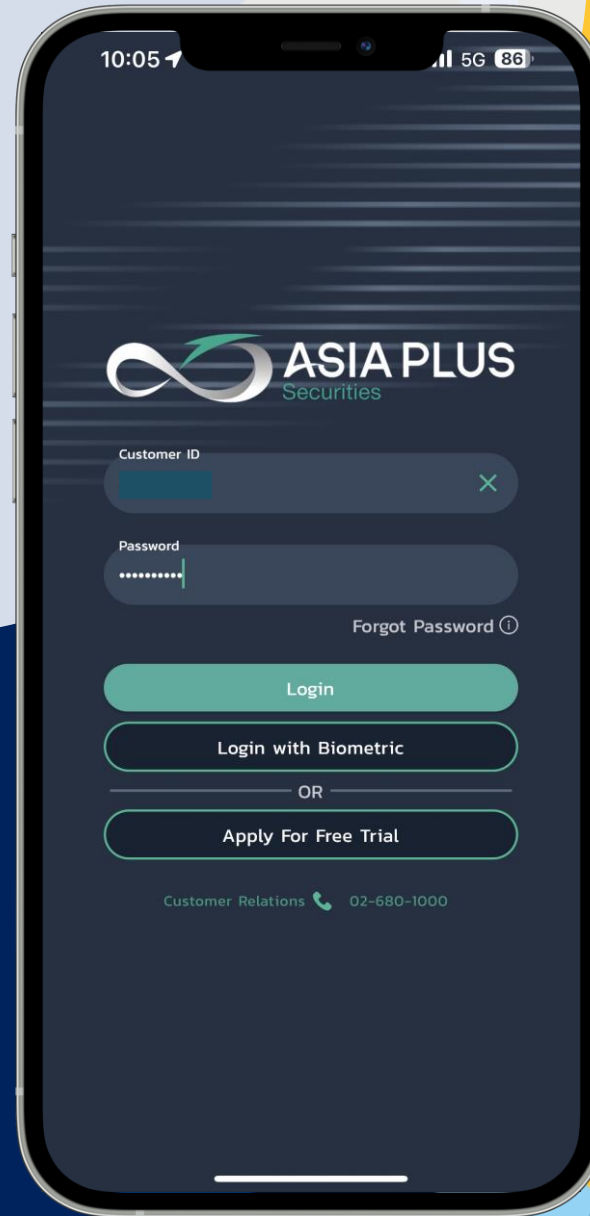 10:05
5G 86
ASIA PLUS
Securities
Customer ID
Password
••••••••••
Forgot Password
Login
Login with Biometric
OR
Apply For Free Trial
Customer Relations 02-680-1000